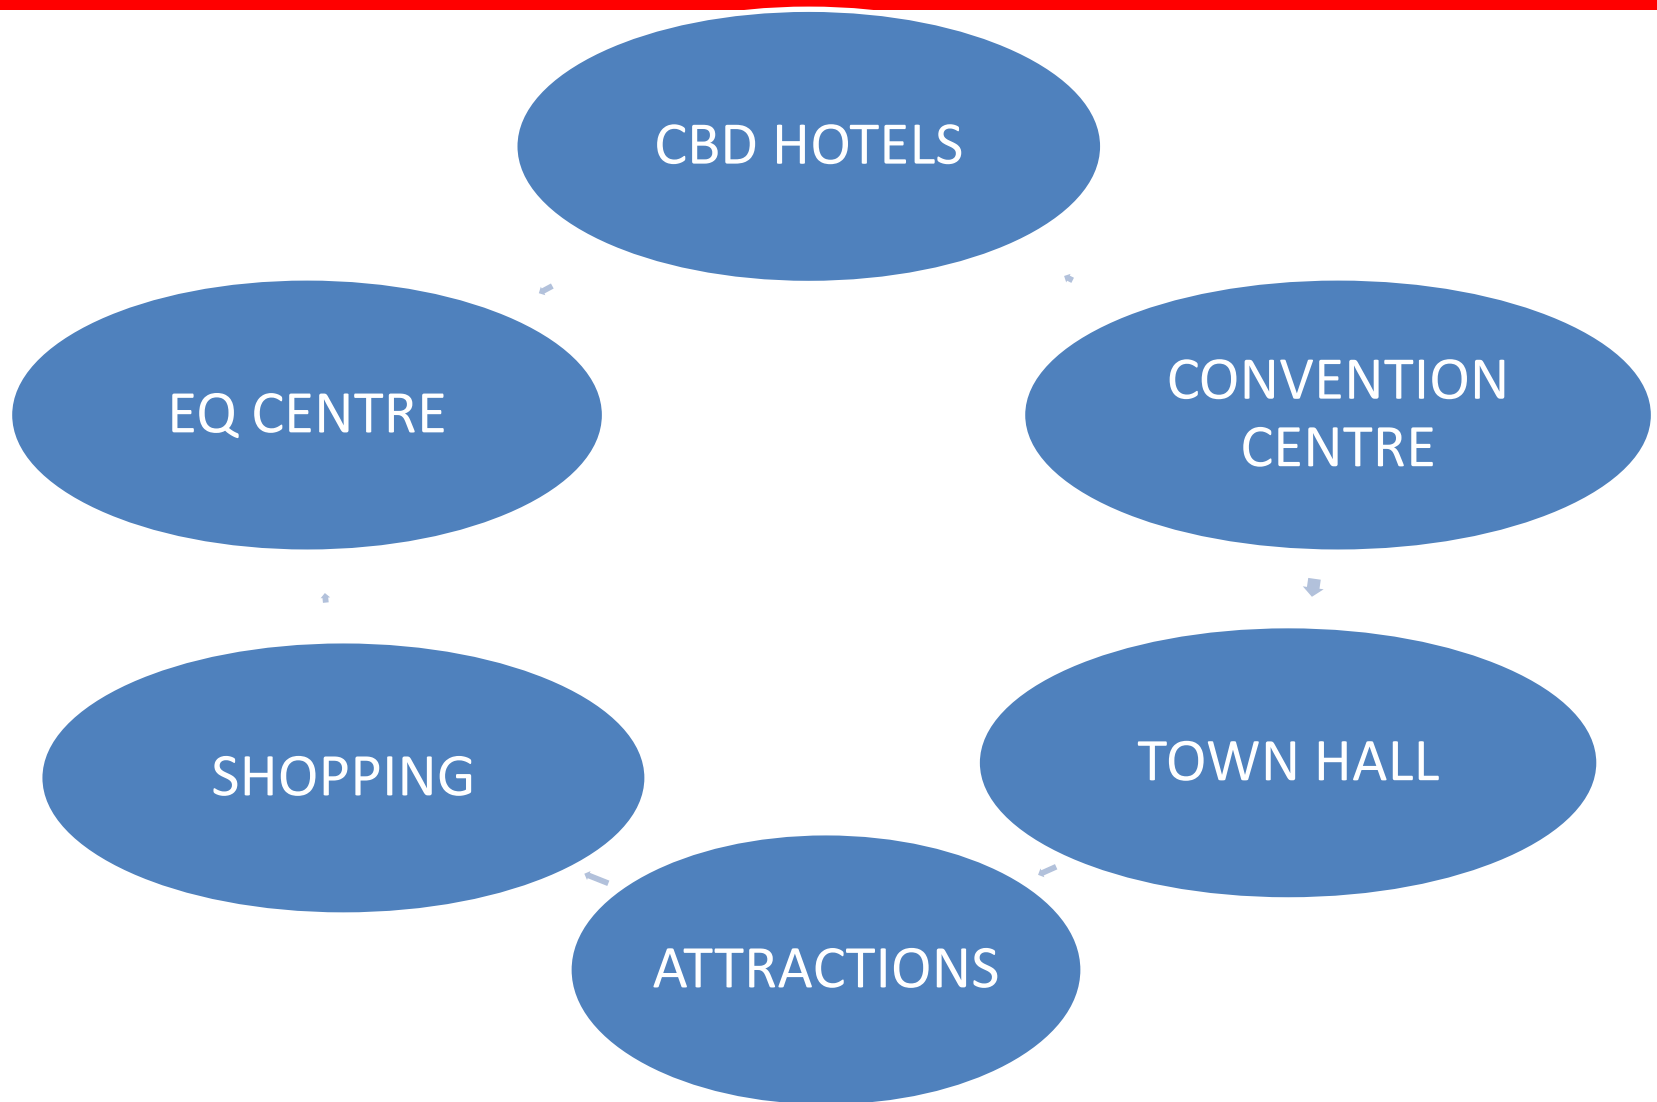 CBD HOTELS
EQ CENTRE
CONVENTION
CENTRE
SHOPPING
TOWN HALL
ATTRACTIONS